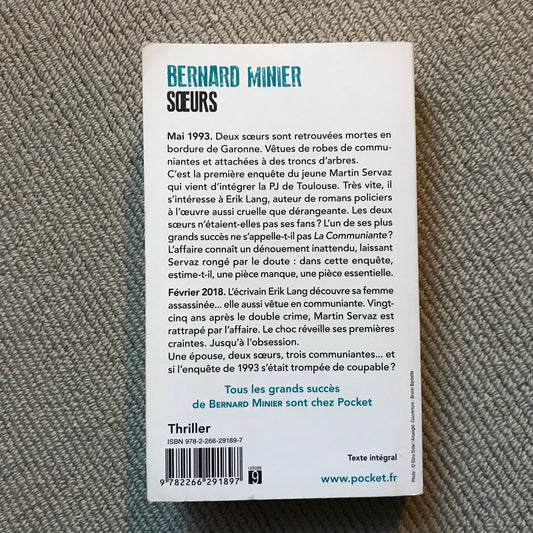 BERNARD MINIER
SŒURS
Mai 1993. Deux sœurs sont retrouvées mortes en
bordure de Garonne. Vêtues de robes de commu-
niantes et attachées à des troncs d'arbres.
C'est la première enquête du jeune Martin Servaz
qui vient d'intégrer la PJ de Toulouse. Très vite, il
s'intéresse à Erik Lang, auteur de romans policiers
à l'œuvre aussi cruelle que dérangeante. Les deux
sœurs n'étaient-elles pas ses fans ? L'un de ses plus
grands succès ne s'appelle-t-il pas La Communiante ?
L'affaire connaît un dénouement inattendu, laissant
Servaz rongé par le doute : dans cette enquête,
estime-t-il, une pièce manque, une pièce essentielle.
Février 2018. L'écrivain Erik Lang découvre sa femme
assassinée... elle aussi vêtue en communiante. Vingt-
cinq ans après le double crime, Martin Servaz est
rattrapé par l'affaire. Le choc réveille ses premières
craintes. Jusqu'à l'obsession.
Une épouse, deux sœurs, trois communiantes... et
si l'enquête de 1993 s'était trompée de coupable ?
Tous les grands succès
de BERNARD MINIER sont chez Pocket
Thriller
ISBN 978-2-266-29189-7
9 782266 291897
9
Texte intégral
www.pocket.fr
Photo : © Ebru Sidar / Arcangel. Couverture : Bruno Barbette